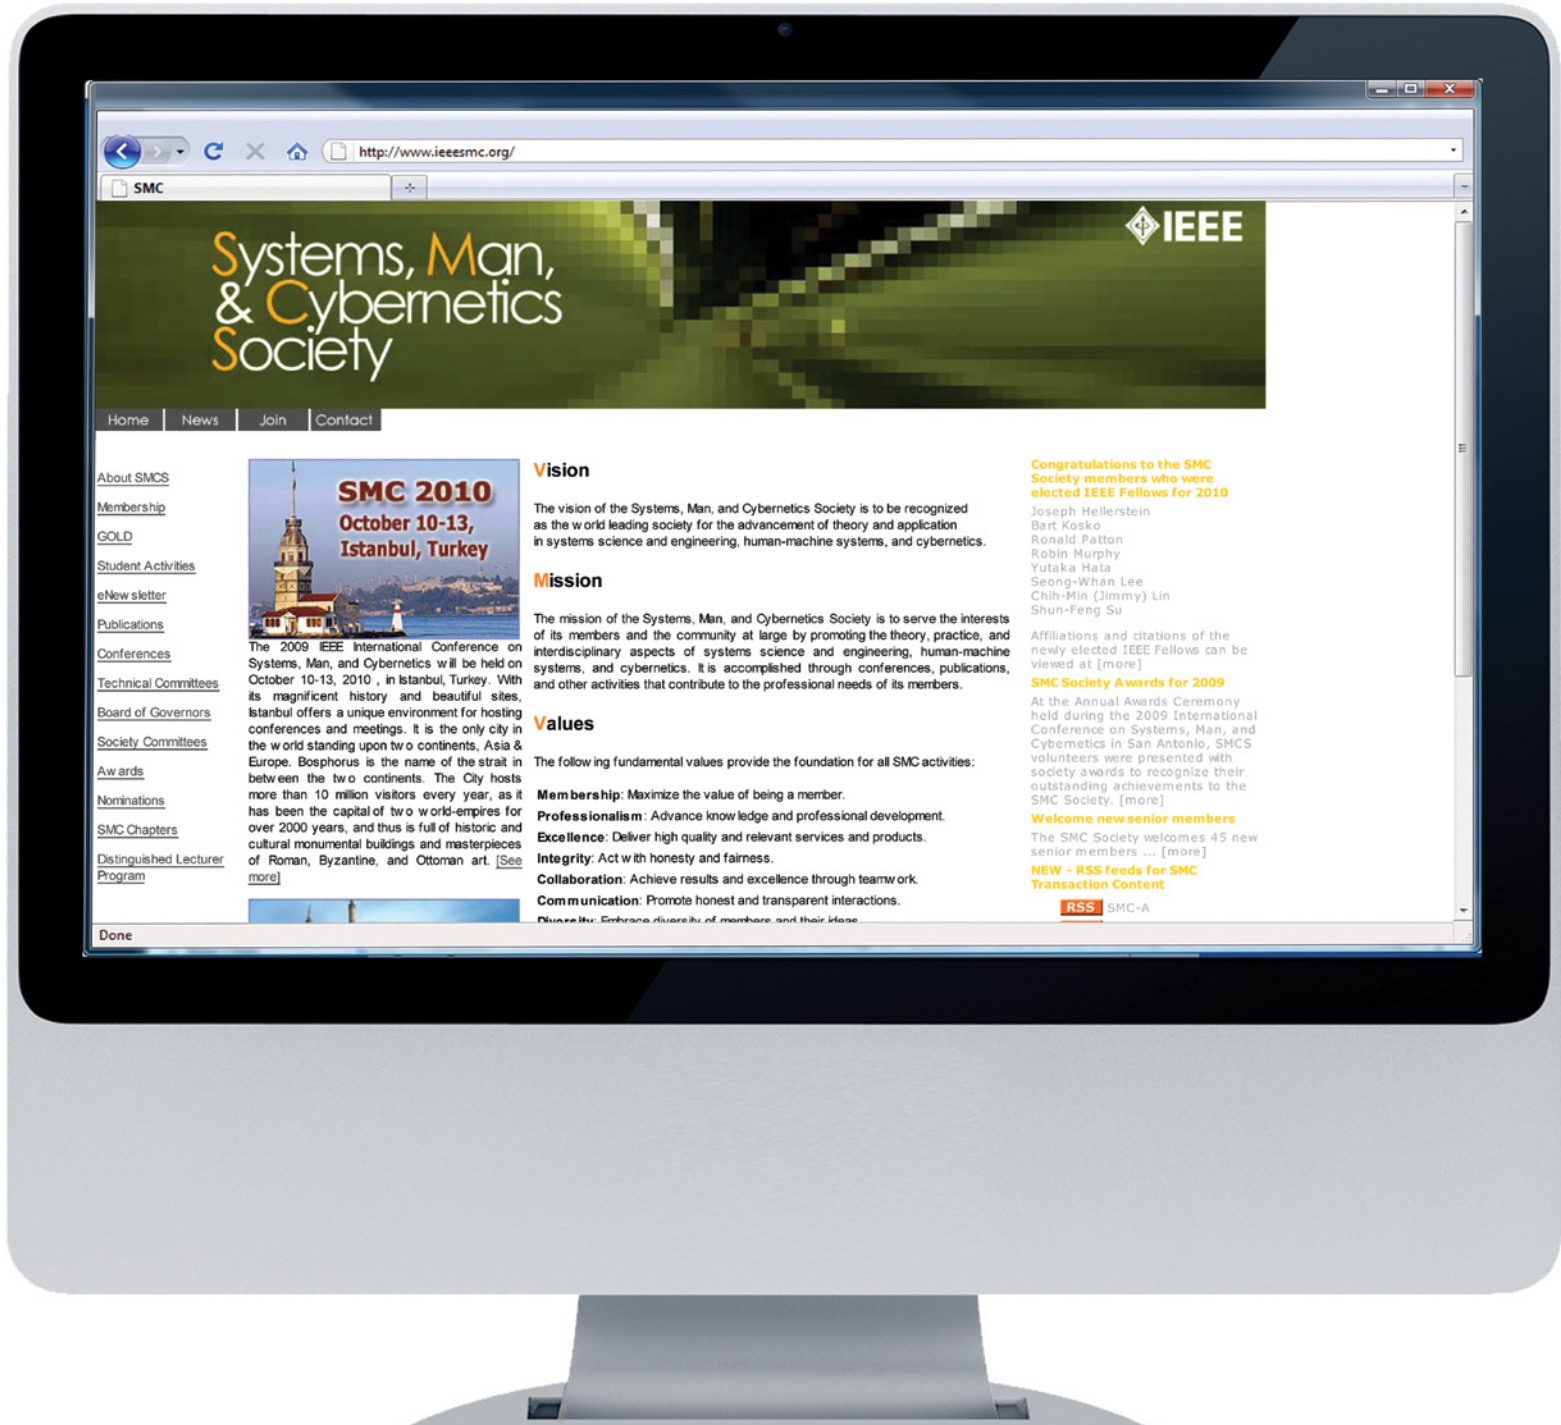 http://www.ieeesmc.org/
SMC
Systems, Man,
& Cybernetics
Society
IEEE
Home
News
Join
Contact
About SMCS
Membership
GOLD
Student Activities
eNewsletter
Publications
Conferences
Technical Committees
Board of Governors
Society Committees
Awards
Nominations
SMC Chapters
Distinguished Lecturer
Program
SMC 2010
October 10-13,
Istanbul, Turkey
The 2009 IEEE International Conference on
Systems, Man, and Cybernetics will be held on
October 10-13, 2010 , in Istanbul, Turkey. With
its magnificent history and beautiful sites,
Istanbul offers a unique environment for hosting
conferences and meetings. It is the only city in
the world standing upon two continents, Asia &
Europe. Bosphorus is the name of the strait in
between the two continents. The City hosts
more than 10 million visitors every year, as it
has been the capital of two world-empires for
over 2000 years, and thus is full of historic and
cultural monumental buildings and masterpieces
of Roman, Byzantine, and Ottoman art. [See
more]
Vision
The vision of the Systems, Man, and Cybernetics Society is to be recognized
as the world leading society for the advancement of theory and application
in systems science and engineering, human-machine systems, and cybernetics.
Mission
The mission of the Systems, Man, and Cybernetics Society is to serve the interests
of its members and the community at large by promoting the theory, practice, and
interdisciplinary aspects of systems science and engineering, human-machine
systems, and cybernetics. It is accomplished through conferences, publications,
and other activities that contribute to the professional needs of its members.
Values
The following fundamental values provide the foundation for all SMC activities:
Membership: Maximize the value of being a member.
Professionalism: Advance knowledge and professional development.
Excellence: Deliver high quality and relevant services and products.
Integrity: Act with honesty and fairness.
Collaboration: Achieve results and excellence through teamwork.
Communication: Promote honest and transparent interactions.
Diversity: Embrace diversity of members and their ideas
Congratulations to the SMC
Society members who were
elected IEEE Fellows for 2010
Joseph Hellerstein
Bart Kosko
Ronald Patton
Robin Murphy
Yutaka Hata
Seong-Whan Lee
Chih-Min (Jimmy) Lin
Shun-Feng Su
Affiliations and citations of the
newly elected IEEE Fellows can be
viewed at [more]
SMC Society Awards for 2009
At the Annual Awards Ceremony
held during the 2009 International
Conference on Systems, Man, and
Cybernetics in San Antonio, SMCS
volunteers were presented with
society awards to recognize their
outstanding achievements to the
SMC Society. [more]
Welcome new senior members
The SMC Society welcomes 45 new
senior members ... [more]
NEW - RSS feeds for SMC
Transaction Content
RSS SMC-A
Done